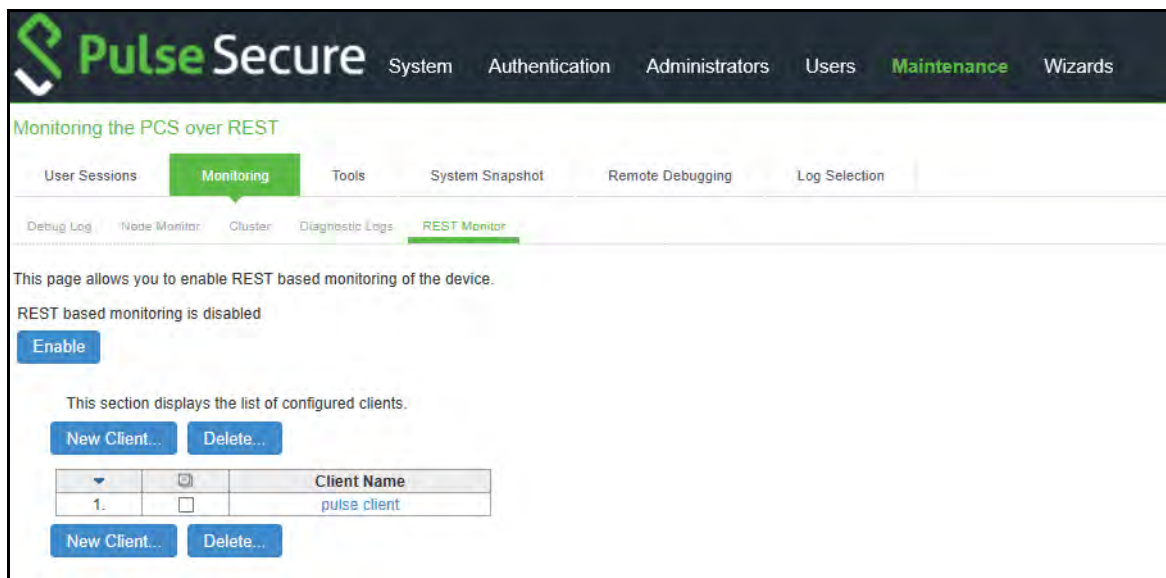 Pulse Secure System Authentication Administrators Users Maintenance Wizards
Monitoring the PCS over REST
User Sessions Monitoring Tools System Snapshot Remote Debugging Log Selection
Debug Log Node Monitor Cluster Diagnostic Logs REST Monitor
This page allows you to enable REST based monitoring of the device.
REST based monitoring is disabled
Enable
This section displays the list of configured clients.
New Client... Delete...
Client Name
1. pulse client
New Client... Delete...